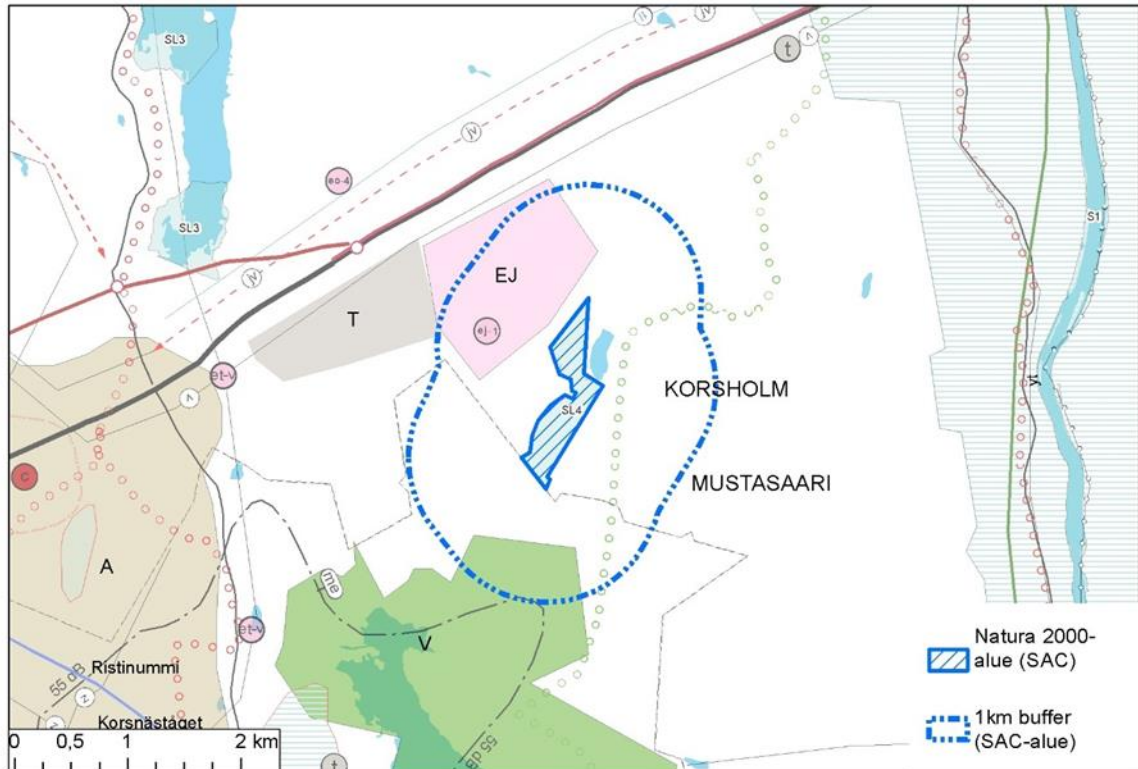 SL3
jv
v
t
jv
eo-4
SL3
S1
jv
EJ
T
ej-1
et-v
v
SL4
KORSHOLM
c
MUSTASAARI
A
me
et-v
V
Natura 2000-
alue (SAC)
Ristinummi
55 dB
z
Korsnästaget
z
55 dB
1km buffer
(SAC-alue)
0 0,5 1 2 km
t